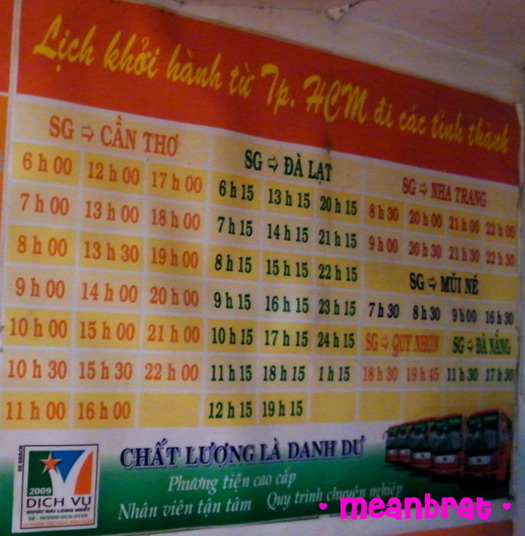 Lịch khởi hành từ Tp. HCM đi các tỉnh thành
SG ⇨ CẦN THƠ
6 h 00 12 h 00 17 h 00
7 h 00 13 h 00 18 h 00
8 h 00 13 h 30 19 h 00
9 h 00 14 h 00 20 h 00
10 h 00 15 h 00 21 h 00
10 h 30 15 h 30 22 h 00
11 h 00 16 h 00
SG ⇨ ĐÀ LẠT
6 h 15 13 h 15 20 h 15
7 h 15 14 h 15 21 h 15
8 h 15 15 h 15 22 h 15
9 h 15 16 h 15 23 h 15
10 h 15 17 h 15 24 h 15
11 h 15 18 h 15 1 h 15
12 h 15 19 h 15
SG ⇨ NHA TRANG
8 h 30 20 h 00 21 h 00 22 h 00
9 h 00 20 h 30 21 h 30 22 h 30
SG ⇨ MŨI NÉ
7 h 30 8 h 30 9 h 00 16 h 30
SG ⇨ QUY NHƠN
18 h 30 19 h 45
SG ⇨ ĐÀ NẴNG
11 h 30 17 h 30
2009
DỊCH VỤ
ĐƯỢC HÀI LÒNG NHẤT
CHẤT LƯỢNG LÀ DANH DỰ
Phương tiện cao cấp
Nhân viên tận tâm Quy trình chuyên nghiệp
• meanbrat •